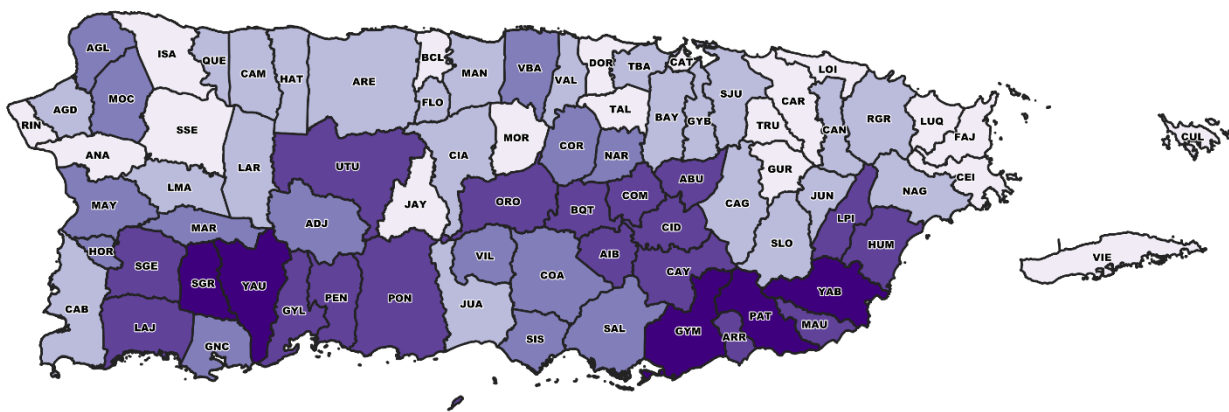 AGL
ISA
QUE
CAM
HAT
ARE
BCL
MAN
VBA
VAL
DOR
TBA
CAT
LOI
AGD
MOC
FLO
SJU
CAR
RIN
SSE
TAL
BAY
GYB
TRU
CAN
RGR
LUQ
FAJ
CUL
ANA
LAR
UTU
CIA
MOR
COR
NAR
ABU
GUR
CEI
LMA
JAY
ORO
BQT
COM
CAG
JUN
NAG
MAY
MAR
ADJ
CID
LPI
HOR
SGE
VIL
AIB
SLO
HUM
VIE
SGR
YAU
COA
CAY
CAB
LAJ
GYL
PEN
PON
JUA
YAB
GNC
SIS
SAL
GYM
ARR
PAT
MAU